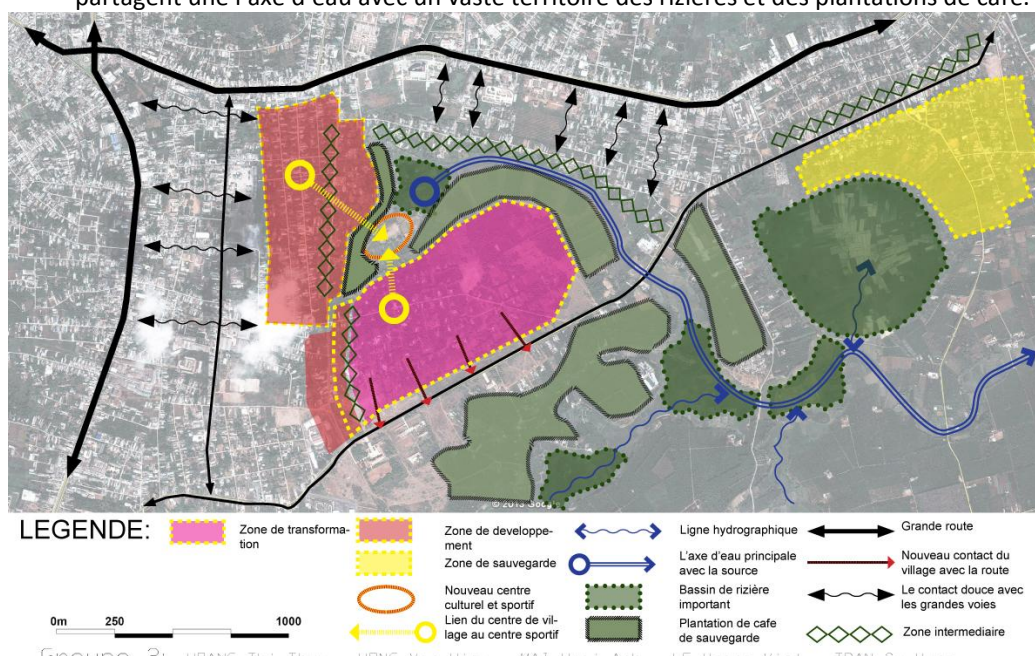 partagent une l'axe d'eau avec un vaste territoire des rizières et des plantations de café.
LEGENDE:
Zone de transforma-
tion
Zone de developpe-
ment
Zone de sauvegarde
Nouveau centre
culturel et sportif
Lien du centre de vil-
lage au centre sportif
Ligne hydrographique
L'axe d'eau principale
avec la source
Bassin de rizière
important
Plantation de cafe
de sauvegarde
Grande route
Nouveau contact du
village avec la route
Le contact douce avec
les grandes voies
Zone intermediaire
0m 250 1000
© 2013